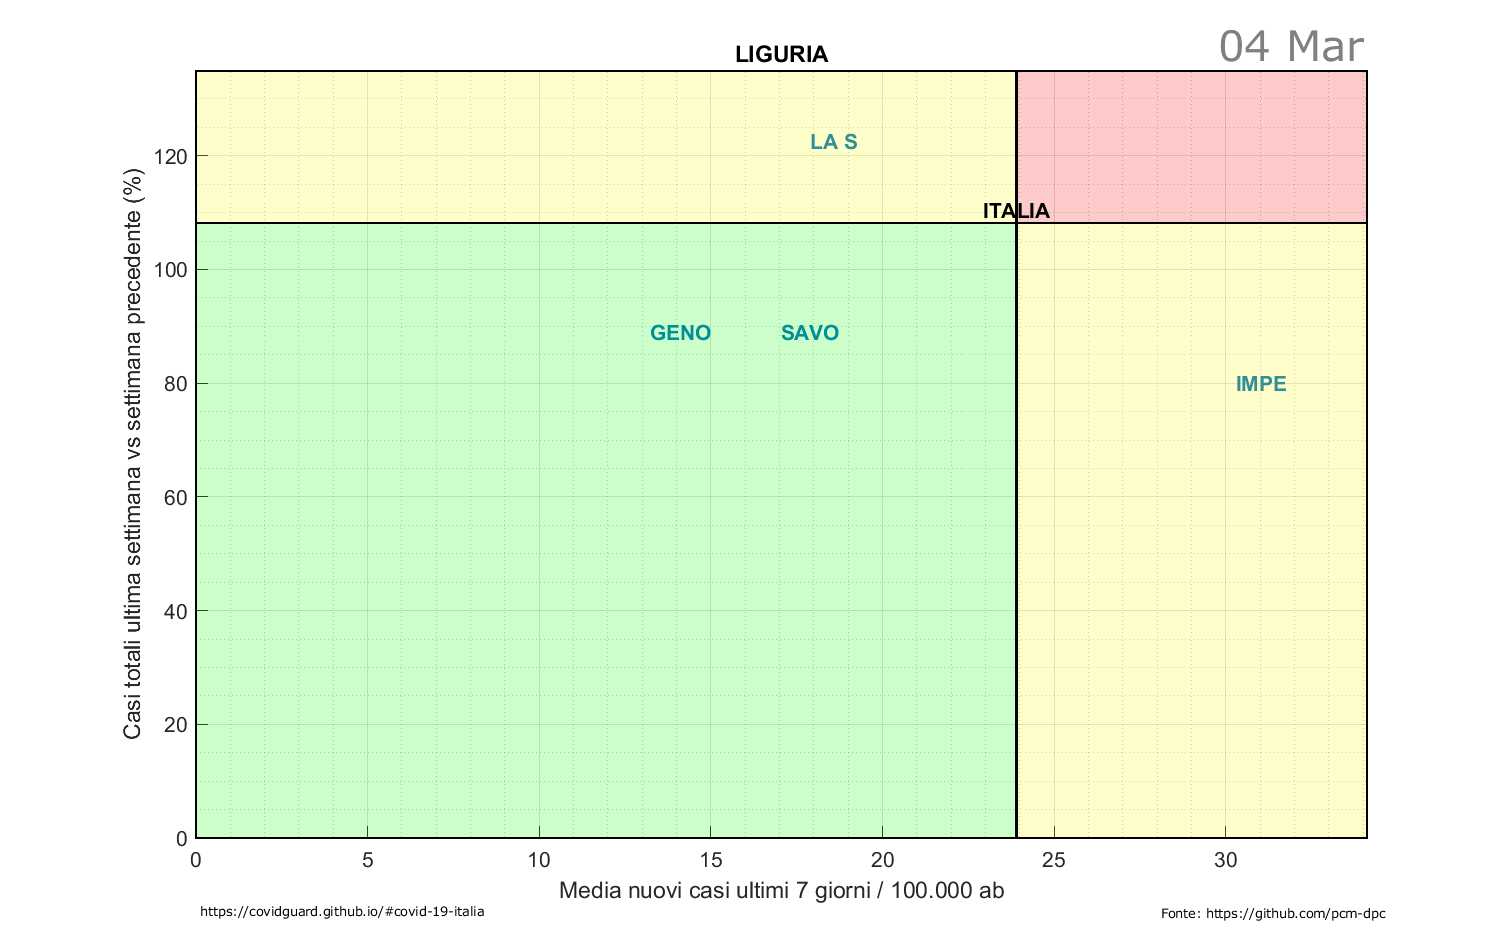 04 Mar
LIGURIA
Casi totali ultima settimana vs settimana precedente (%)
120
100
80
60
40
20
0
LA S
ITALIA
GENO
SAVO
IMPE
0
5
10
15
20
25
30
Media nuovi casi ultimi 7 giorni / 100.000 ab
https://covidguard.github.io/#covid-19-italia
Fonte: https://github.com/pcm-dpc